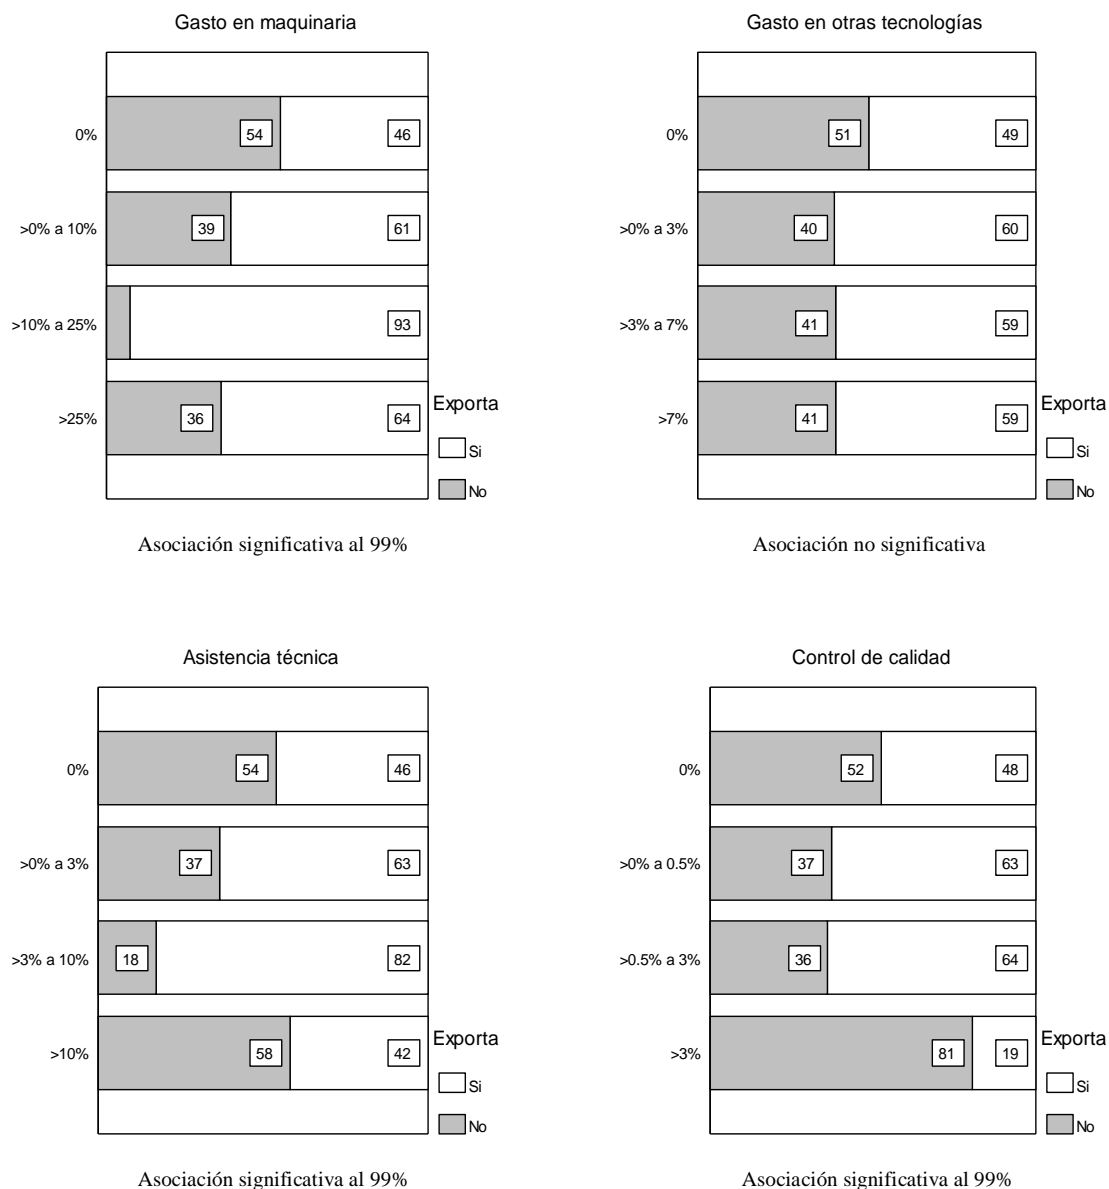 Gasto en maquinaria
0%
54
46
>0% a 10%
39
61
>10% a 25%
93
>25%
36
64
Exporta
Si
No
Asociación significativa al 99%
Gasto en otras tecnologías
0%
51
49
>0% a 3%
40
60
>3% a 7%
41
59
>7%
41
59
Exporta
Si
No
Asociación no significativa
Asistencia técnica
0%
54
46
>0% a 3%
37
63
>3% a 10%
18
82
>10%
58
42
Exporta
Si
No
Asociación significativa al 99%
Control de calidad
0%
52
48
>0% a 0.5%
37
63
>0.5% a 3%
36
64
>3%
81
19
Exporta
Si
No
Asociación significativa al 99%